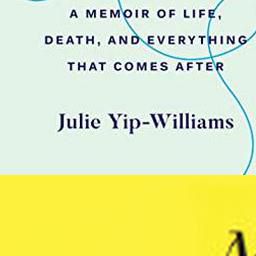 A MEMOIR OF LIFE,
DEATH, AND EVERYTHING
THAT COMES AFTER
Julie Yip-Williams